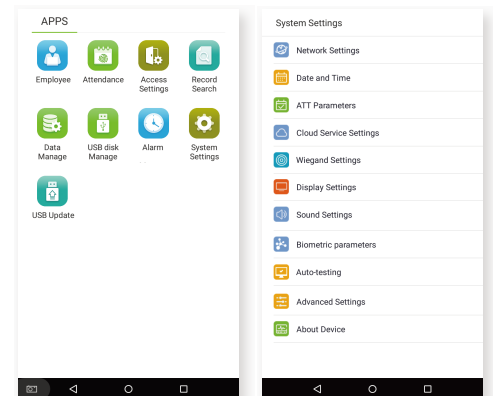 APPS
Employee
Attendance
Access
Settings
Record
Search
Data
Manage
USB disk
Manage
Alarm
System
Settings
USB Update
System Settings
Network Settings
Date and Time
ATT Parameters
Cloud Service Settings
Wiegand Settings
Display Settings
Sound Settings
Biometric parameters
Auto-testing
Advanced Settings
About Device